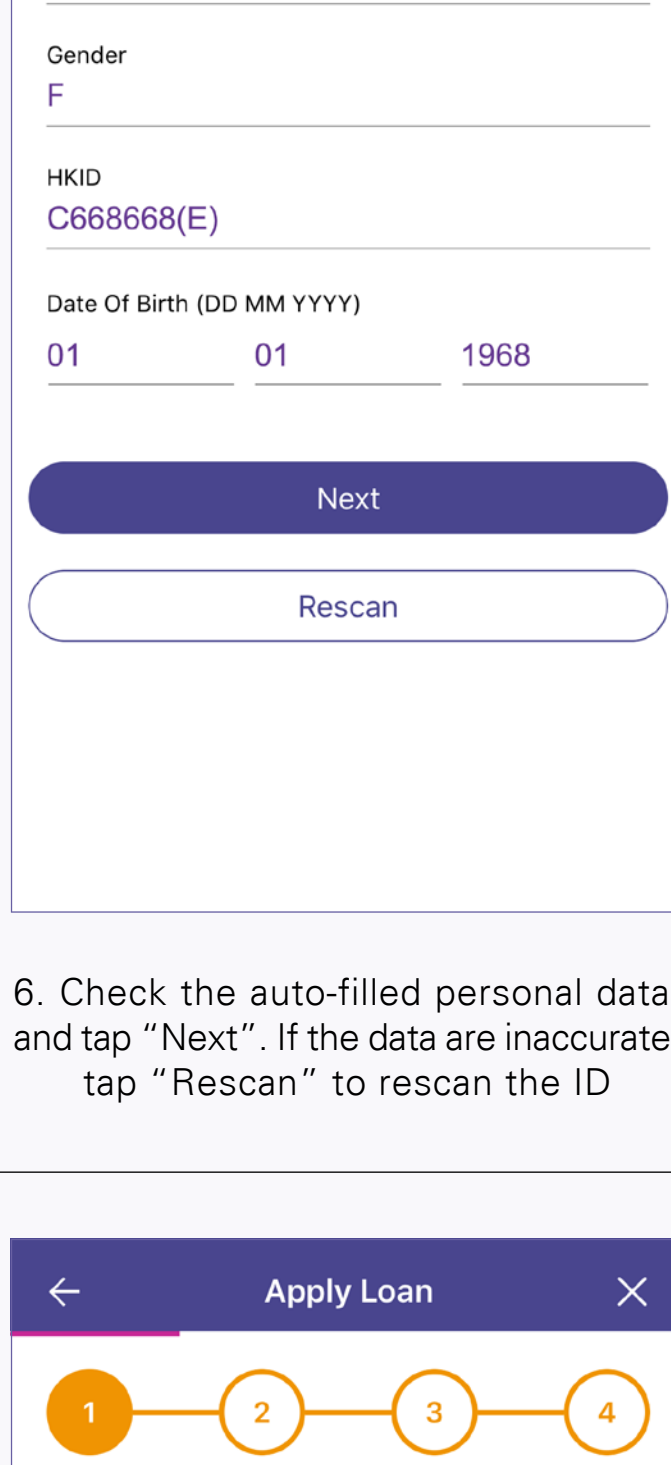 Gender
F
HKID
C668668(E)
Date Of Birth (DD MM YYYY)
01 01 1968
Next
Rescan
6. Check the auto-filled personal data
and tap “Next”. If the data are inaccurate
tap “Rescan” to rescan the ID
Apply Loan
1 2 3 4